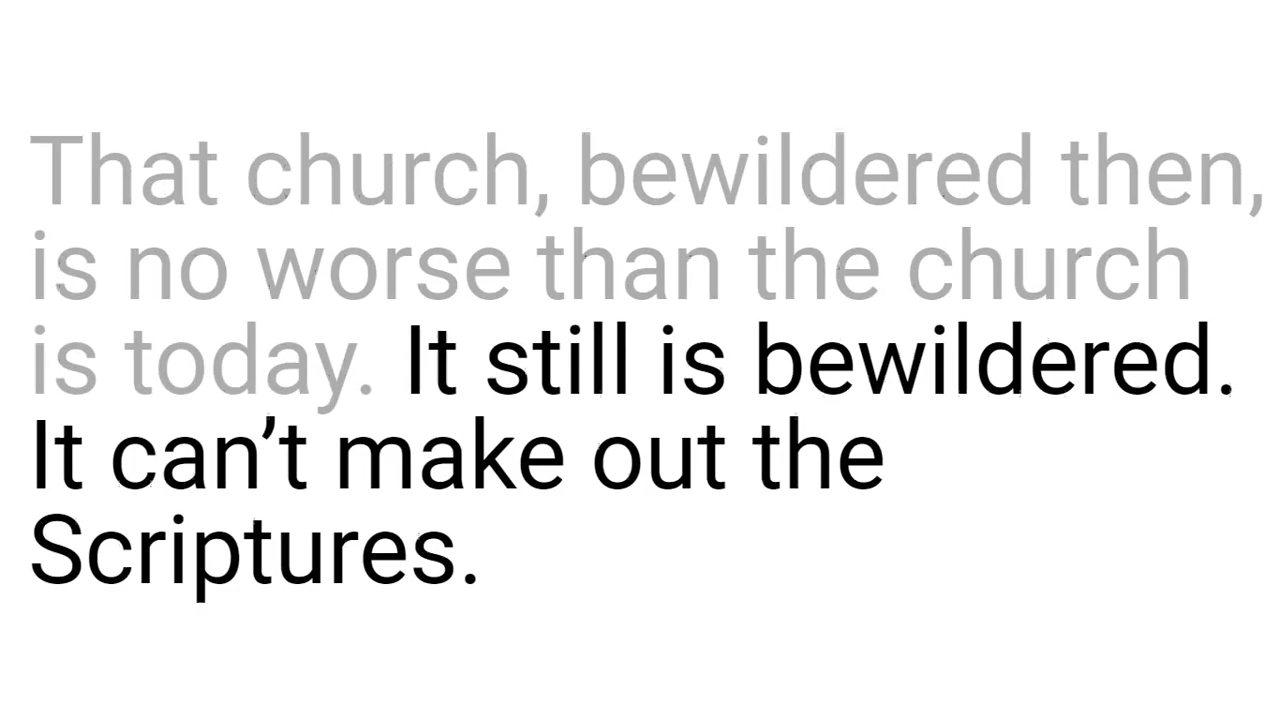 That church, bewildered then,
is no worse than the church
is today. It still is bewildered.
It can’t make out the
Scriptures.